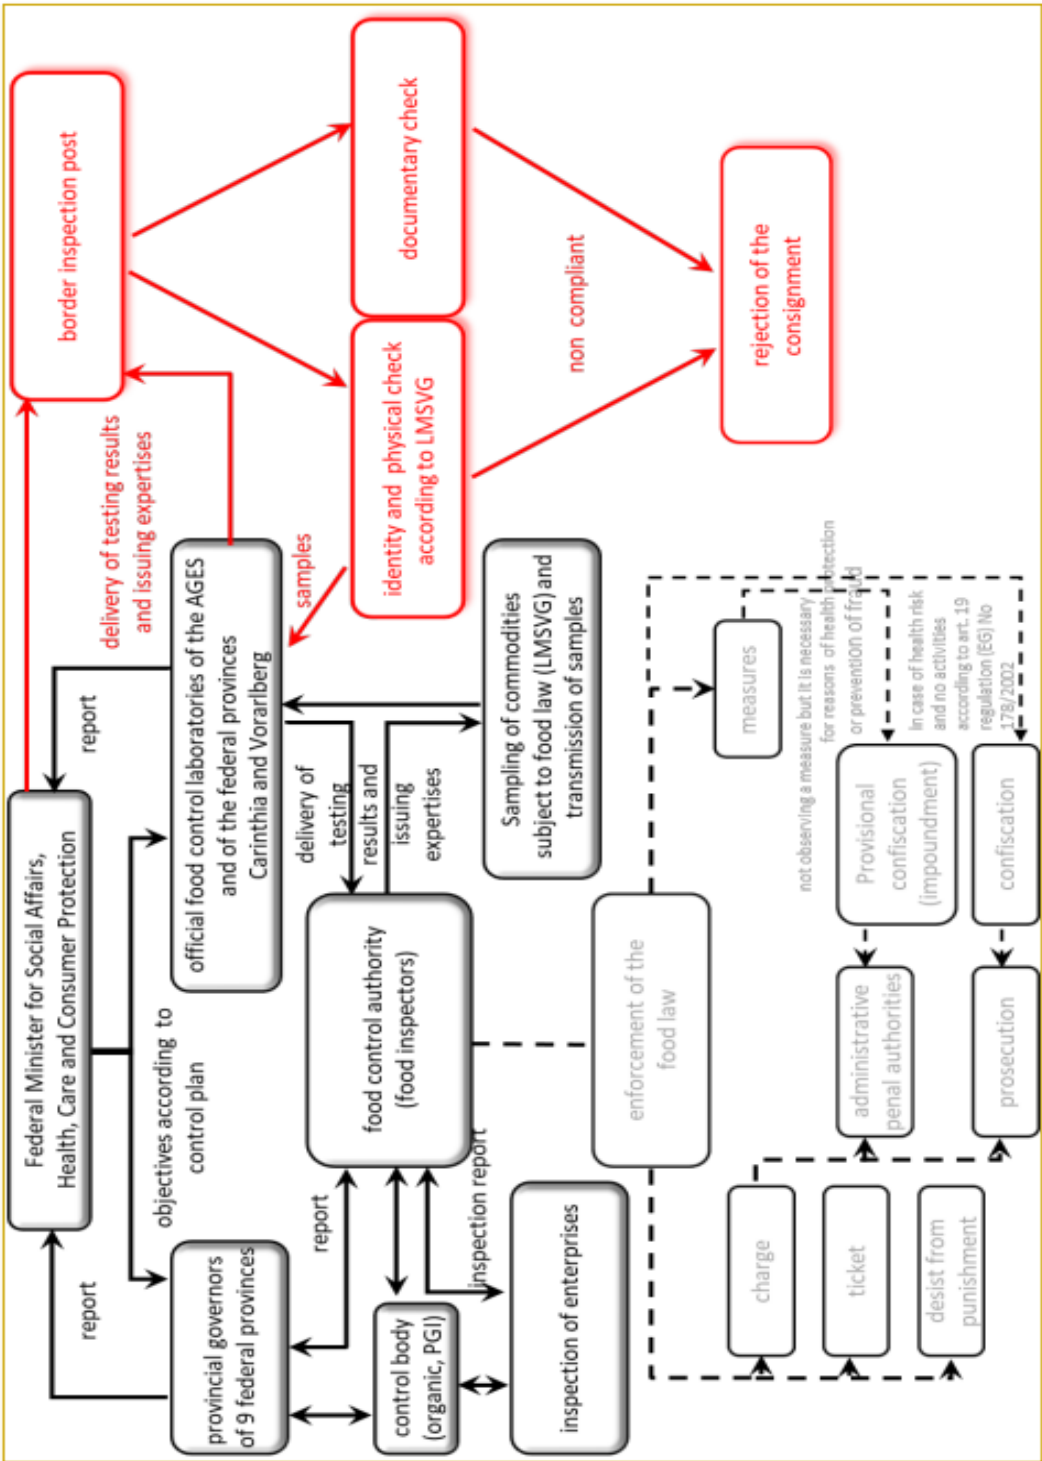 Federal Minister for Social Affairs,
Health, Care and Consumer Protection
border inspection post
report
objectives according to
control plan
report
delivery of testing results
and issuing expertises
provincial governors
of 9 federal provinces
official food control laboratories of the AGES
and of the federal provinces
Carinthia and Vorarlberg
samples
report
delivery of
testing
results and
issuing
expertises
control body
(organic, PGI)
food control authority
(food inspectors)
identity and physical check
according to LMSVG
documentary check
inspection report
inspection of enterprises
Sampling of commodities
subject to food law (LMSVG) and
transmission of samples
non compliant
enforcement of the
food law
rejection of the
consignment
charge
measures
not observing a measure but it is necessary
for reasons of health protection
or prevention of fraud
ticket
administrative
penal authorities
Provisional
confiscation
(impoundment)
In case of health risk
and no activities
according to art. 19
regulation (EG) No
178/2002
desist from
punishment
prosecution
confiscation